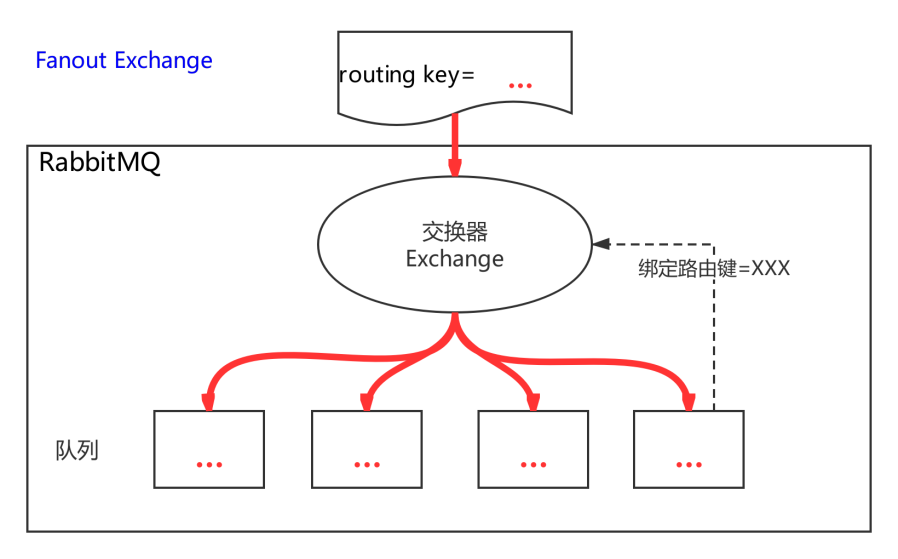 Fanout Exchange
routing key= ...
RabbitMQ
交换器
Exchange
绑定路由键=XXX
队列
... ... ... ...